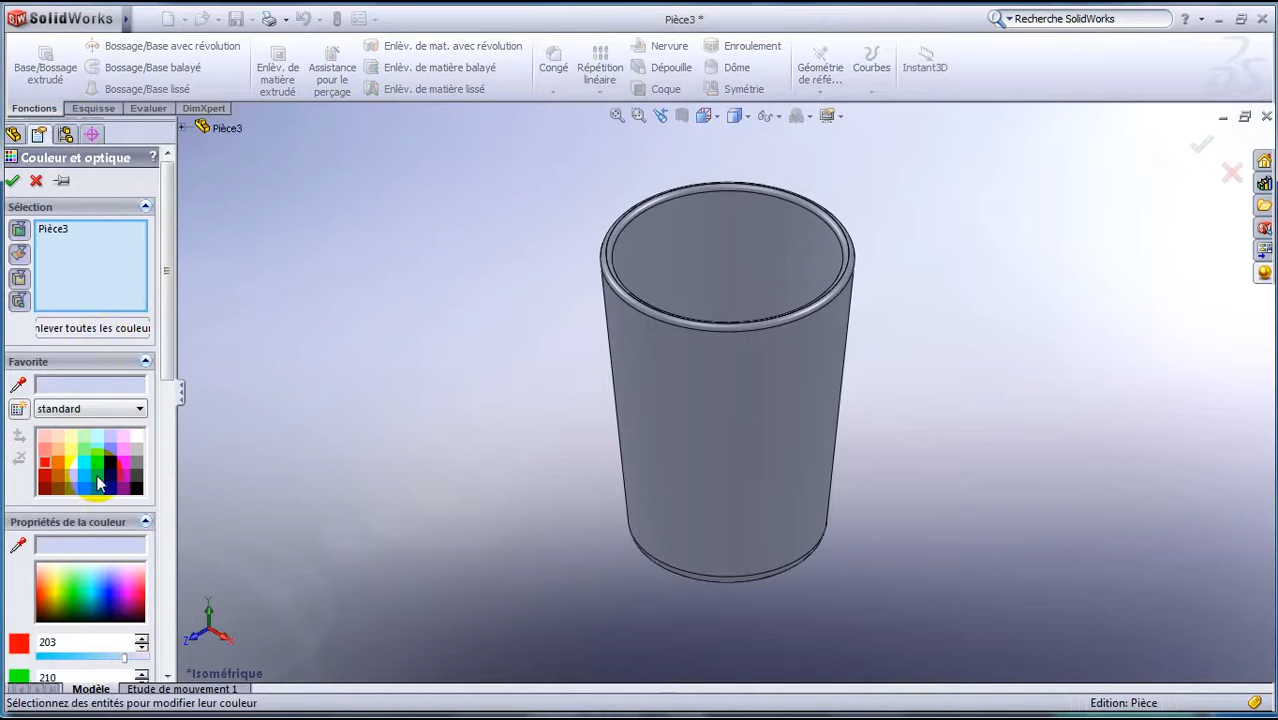 SolidWorks
Pièce3 *
Recherche SolidWorks
?
Base/Bossage
extrudé
Bossage/Base avec révolution
Bossage/Base balayé
Bossage/Base lissé
Enlèv. de
matière
extrudé
Assistance
pour le
perçage
Enlèv. de mat. avec révolution
Enlèv. de matière balayé
Enlèv. de matière lissé
Congé
Répétition
linéaire
Nervure
Dépouille
Coque
Enroulement
Dôme
Symétrie
Géométrie
de réfé...
Courbes
Instant3D
Fonctions
Esquisse
Evaluer
DimXpert
Pièce3
Couleur et optique
?
Sélection
Pièce3
nlever toutes les couleur
Favorite
standard
Propriétés de la couleur
203
210
Y
Z
X
*Isométrique
Modèle
Etude de mouvement 1
Sélectionnez des entités pour modifier leur couleur
Edition: Pièce